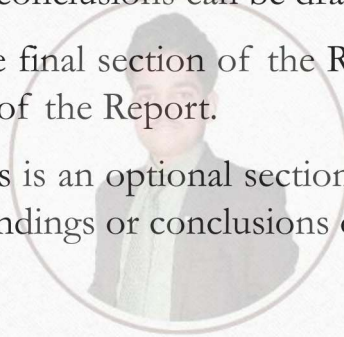 conclusions can be dra
e final section of the R
of the Report.
s is an optional section
ndings or conclusions